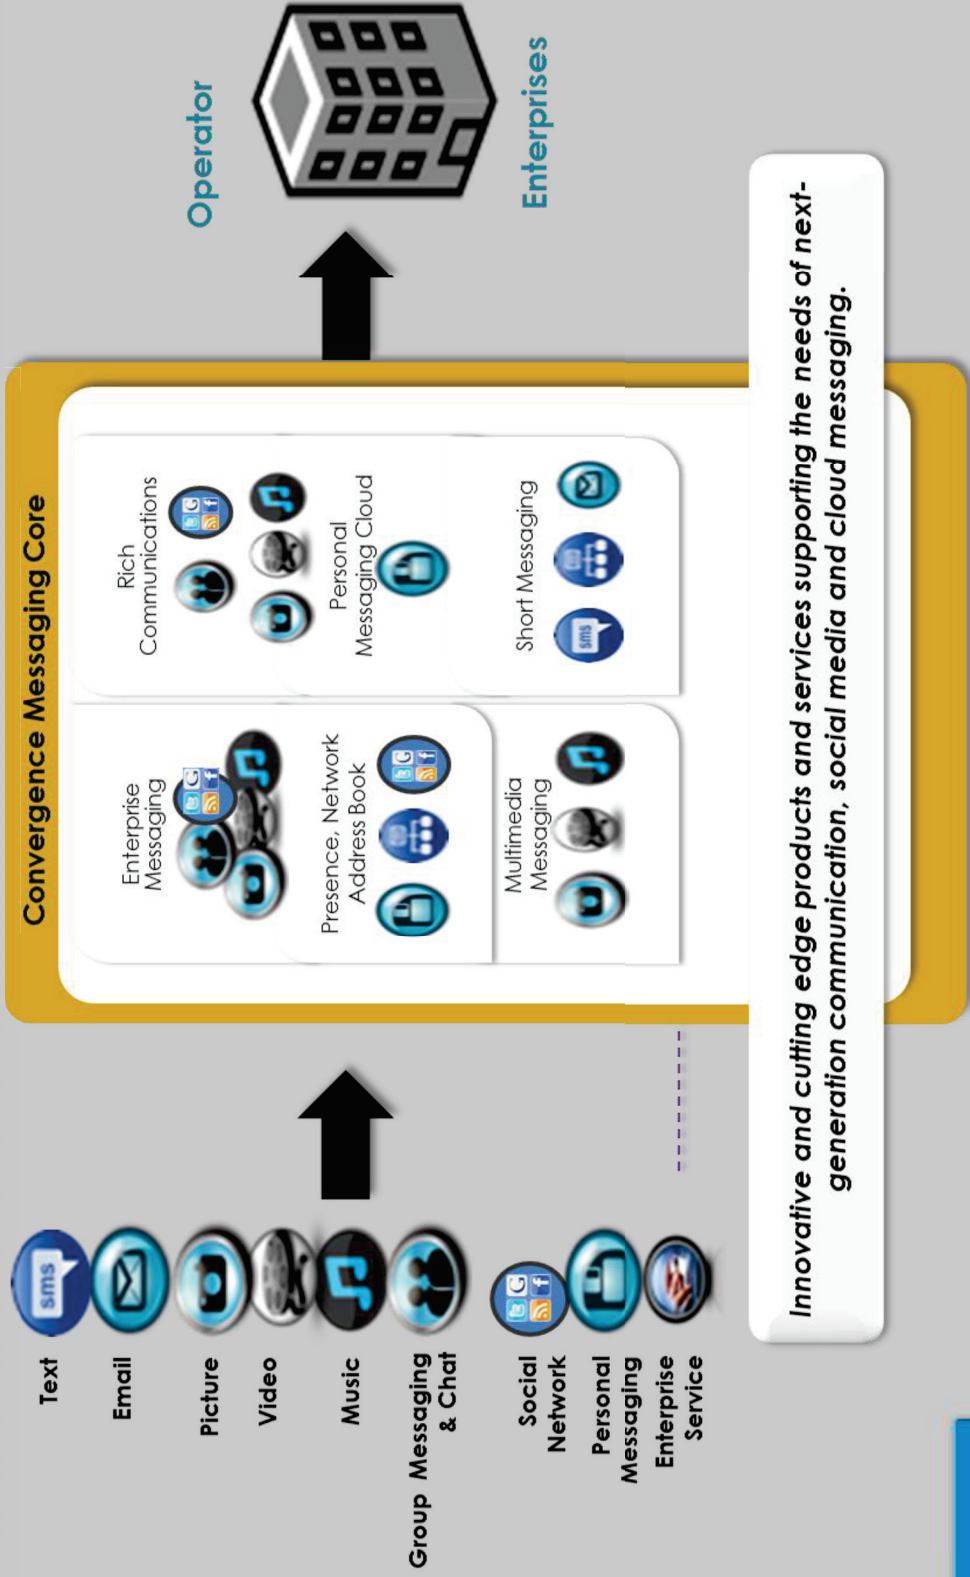 Convergence Messaging Core
Text
Email
Picture
Video
Music
Group Messaging
& Chat
Social
Network
Personal
Messaging
Enterprise
Service
sms
Enterprise
Messaging
Rich
Communications
Presence, Network
Address Book
Personal
Messaging Cloud
Multimedia
Messaging
Short Messaging
sms
Operator
Enterprises
Innovative and cutting edge products and services supporting the needs of next-
generation communication, social media and cloud messaging.